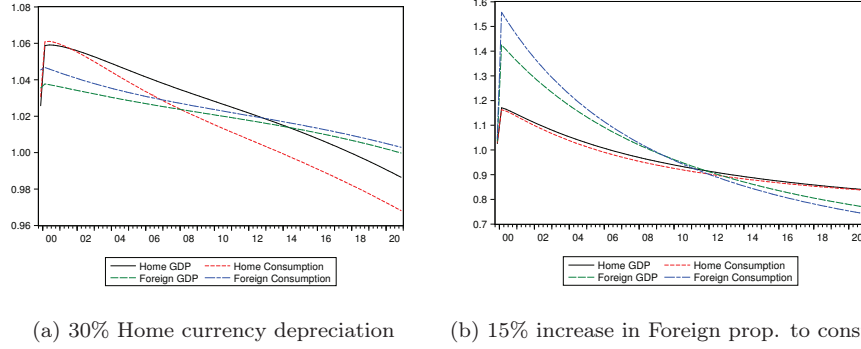 1.08
1.06
1.04
1.02
1.00
0.98
0.96
00 02 04 06 08 10 12 14 16 18 20
Home GDP Home Consumption
Foreign GDP Foreign Consumption
(a) 30% Home currency depreciation
1.6
1.5
1.4
1.3
1.2
1.1
1.0
0.9
0.8
0.7
00 02 04 06 08 10 12 14 16 18 20
Home GDP Home Consumption
Foreign GDP Foreign Consumption
(b) 15% increase in Foreign prop. to cons